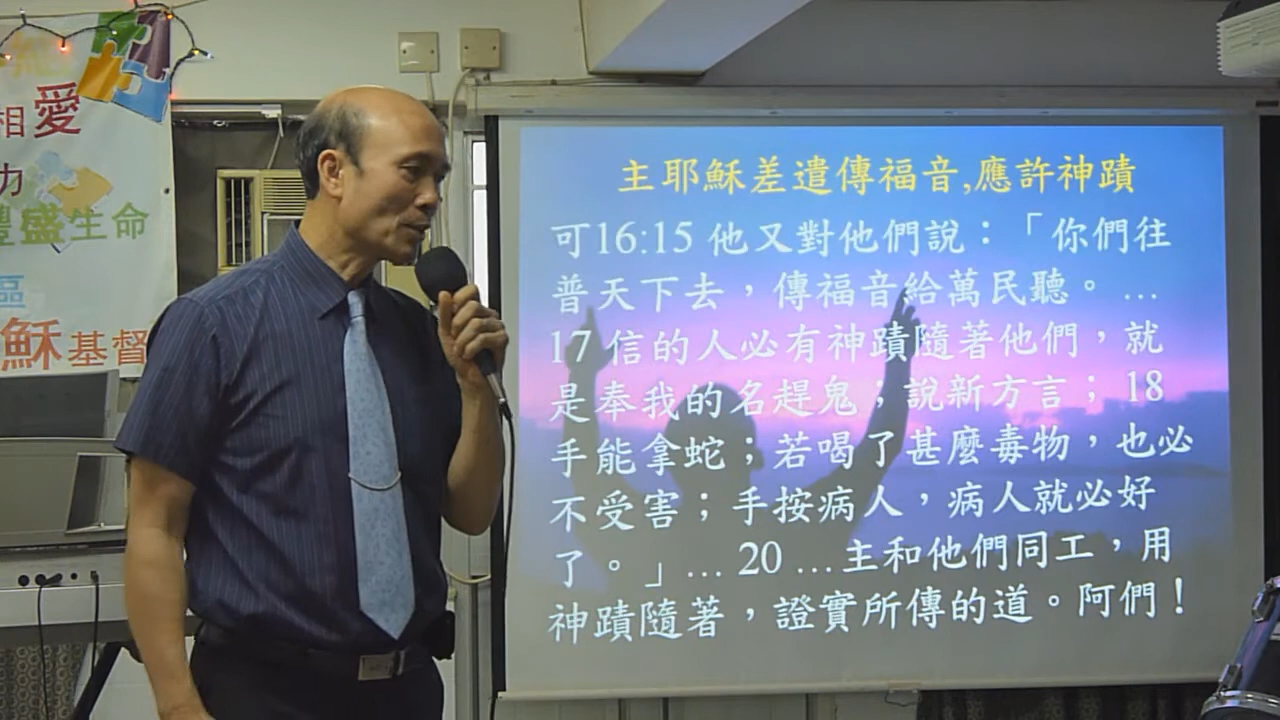 相愛
力
豐盛生命
區
穌基督
主耶穌差遣傳福音,應許神蹟
可16:15 他又對他們說：「你們往
普天下去，傳福音給萬民聽。…
17 信的人必有神蹟隨著他們，就
是奉我的名趕鬼；說新方言；18
手能拿蛇；若喝了甚麼毒物，也必
不受害；手按病人，病人就必好
了。」… 20 …主和他們同工，用
神蹟隨著，證實所傳的道。阿們！